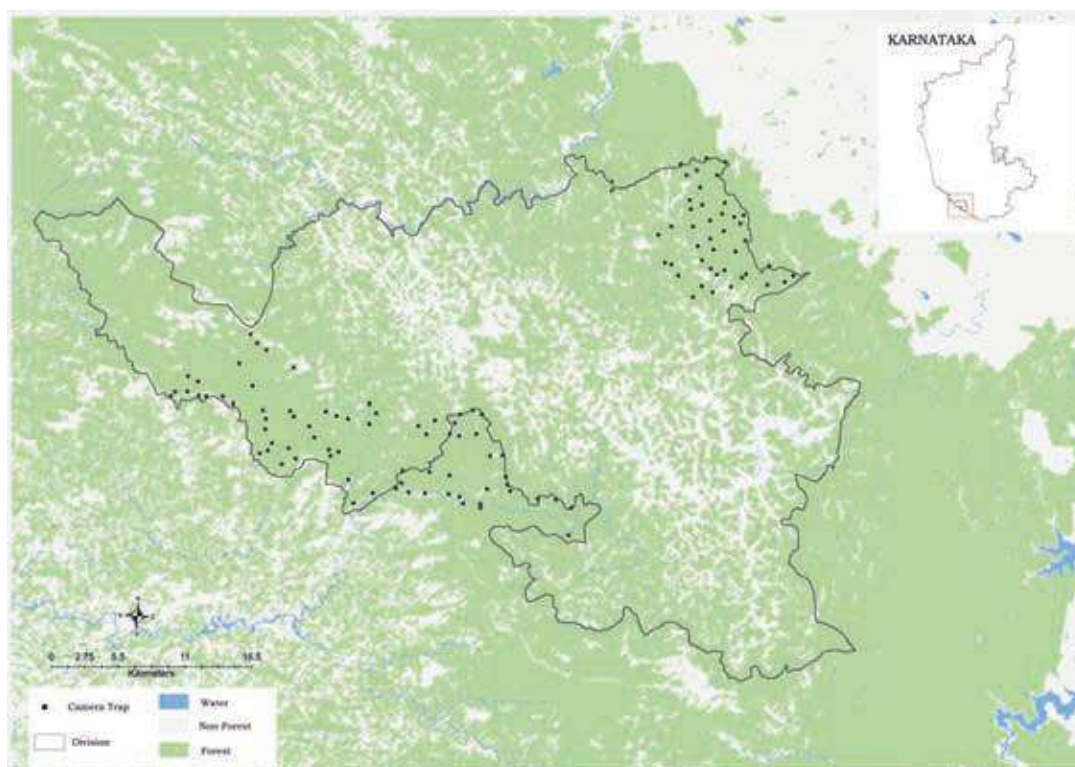 KARNATAKA
0 2.75 5.5 11 16.5
Kilometers
Camera Trap
Division
Water
Non-Forest
Forest